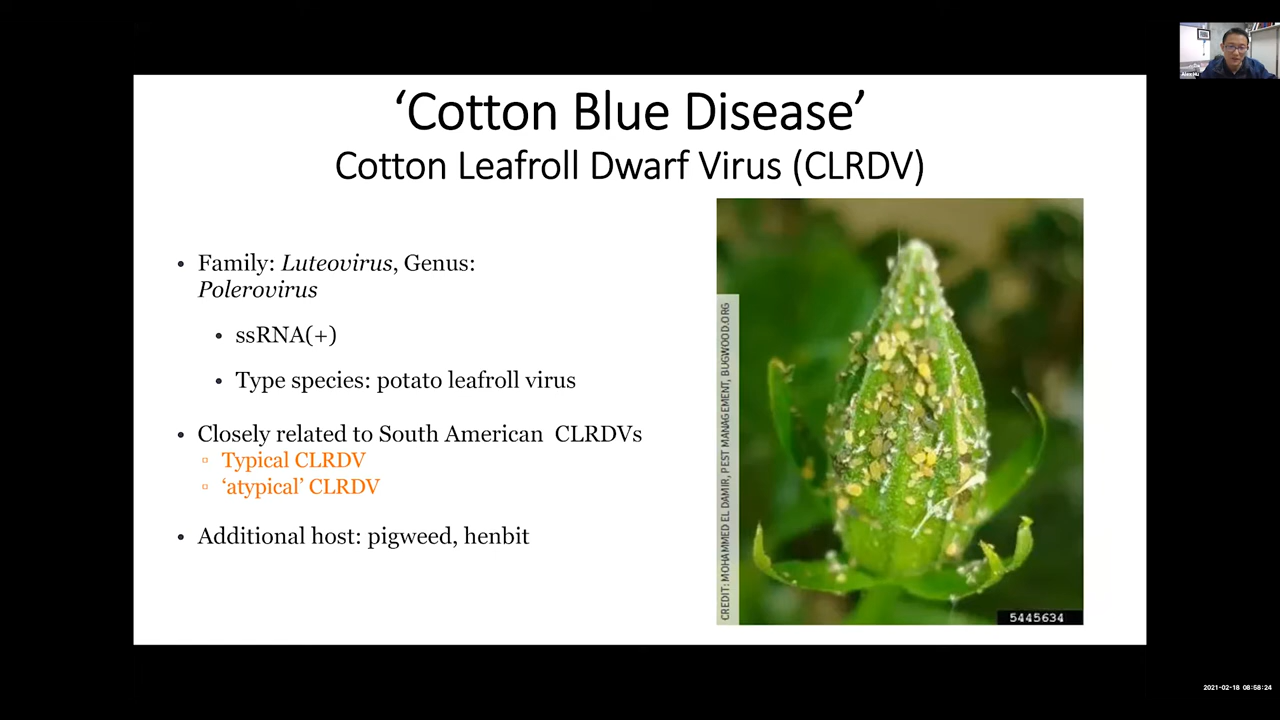 ‘Cotton Blue Disease’
Cotton Leafroll Dwarf Virus (CLRDV)
• Family: Luteovirus, Genus:
Polerovirus
• ssRNA(+)
• Type species: potato leafroll virus
• Closely related to South American CLRDVs
▫ Typical CLRDV
▫ ‘atypical’ CLRDV
• Additional host: pigweed, henbit
CREDIT: MOHAMMED EL DAMIR, PEST MANAGEMENT, BUGWOOD.ORG
5445634
2021-02-18 08:58:24